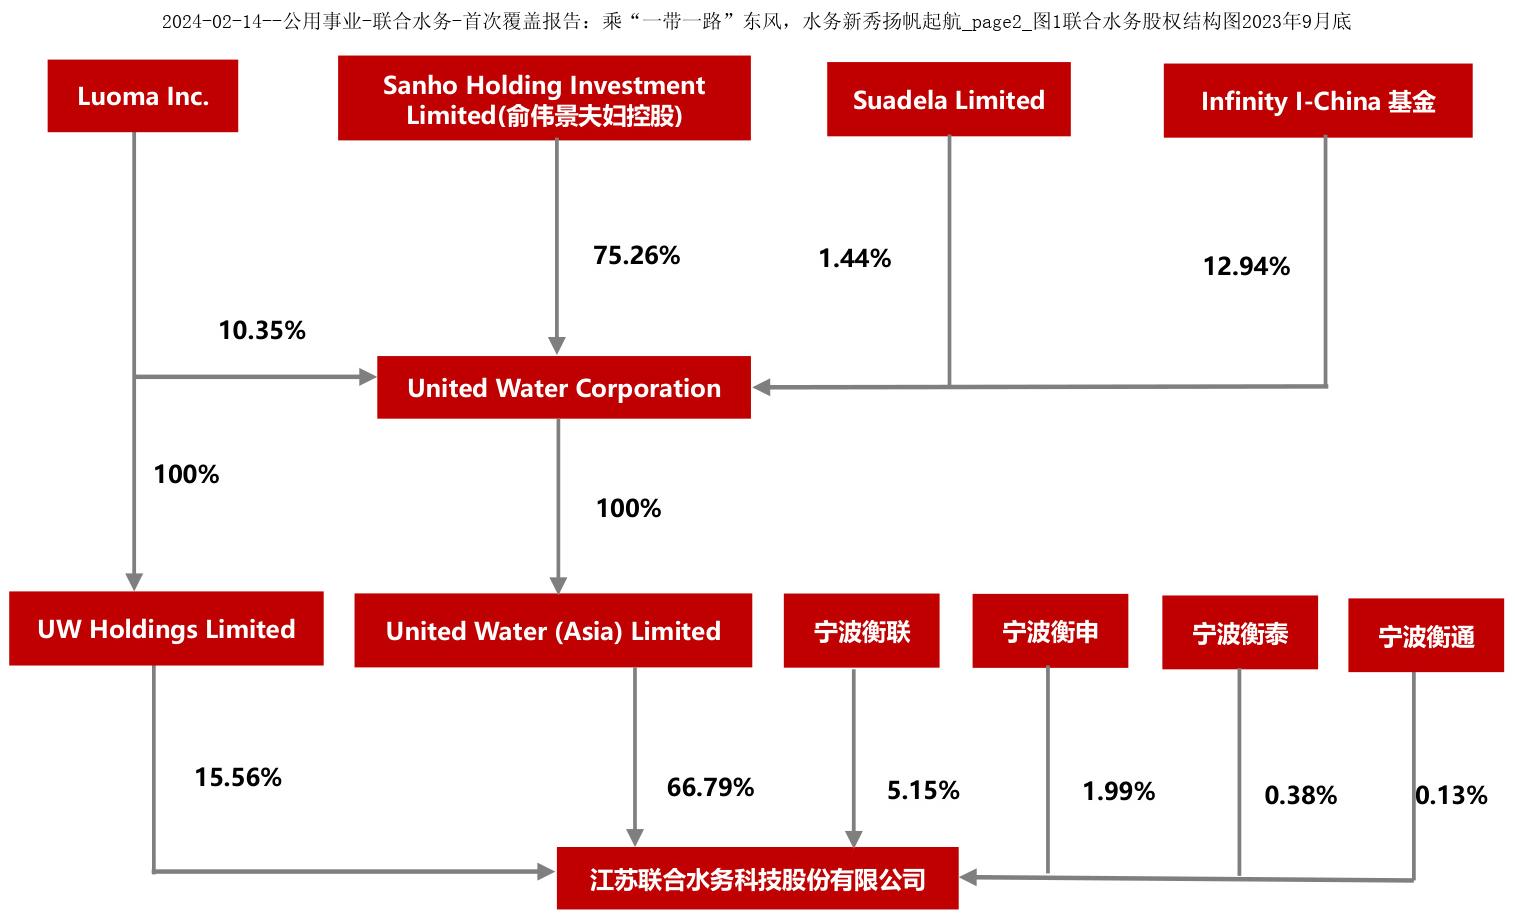 2024-02-14--公用事业-联合水务-首次覆盖报告：乘“一带一路”东风，水务新秀扬帆起航_page2_图1联合水务股权结构图2023年9月底
Luoma Inc.
Sanho Holding Investment
Limited(俞伟景夫妇控股)
Suadela Limited
Infinity I-China 基金
75.26%
1.44%
12.94%
10.35%
United Water Corporation
100%
100%
UW Holdings Limited
United Water (Asia) Limited
宁波衡联
宁波衡申
宁波衡泰
宁波衡通
15.56%
66.79%
5.15%
1.99%
0.38%
0.13%
江苏联合水务科技股份有限公司